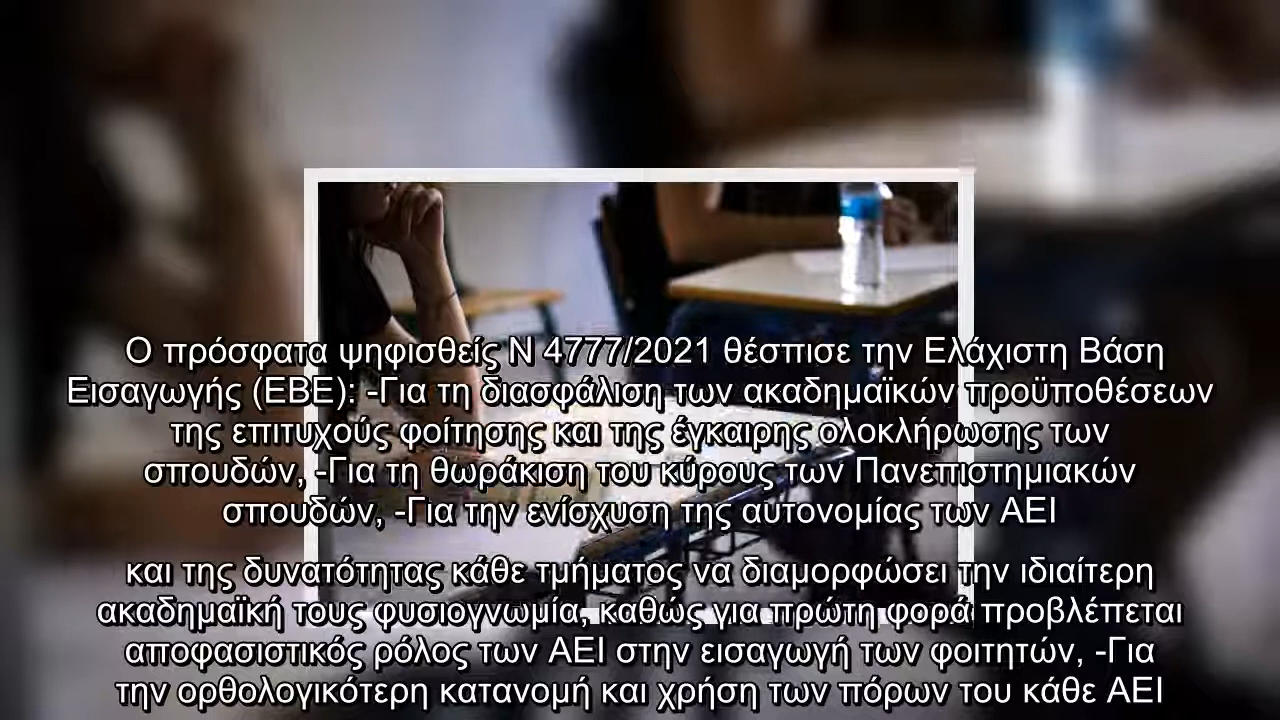 Ο πρόσφατα ψηφισθείς Ν 4777/2021 θέσπισε την Ελάχιστη Βάση
Εισαγωγής (ΕΒΕ): -Για τη διασφάλιση των ακαδημαϊκών προϋποθέσεων
της επιτυχούς φοίτησης και της έγκαιρης ολοκλήρωσης των
σπουδών, -Για τη θωράκιση του κύρους των Πανεπιστημιακών
σπουδών, -Για την ενίσχυση της αυτονομίας των ΑΕΙ
και της δυνατότητας κάθε τμήματος να διαμορφώσει την ιδιαίτερη
ακαδημαϊκή τους φυσιογνωμία, καθώς για πρώτη φορά προβλέπεται
αποφασιστικός ρόλος των ΑΕΙ στην εισαγωγή των φοιτητών, -Για
την ορθολογικότερη κατανομή και χρήση των πόρων του κάθε ΑΕΙ